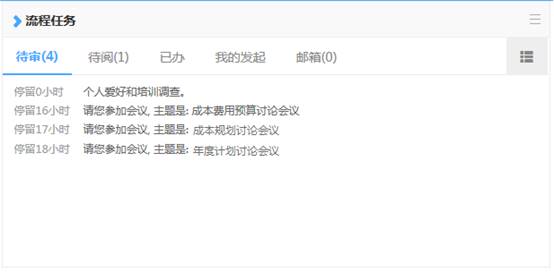 流程任务
待审(4) 待阅(1) 已办 我的发起 邮箱(0)
停留0小时 个人爱好和培训调查。
停留16小时 请您参加会议, 主题是: 成本费用预算讨论会议
停留17小时 请您参加会议, 主题是: 成本规划讨论会议
停留18小时 请您参加会议, 主题是: 年度计划讨论会议